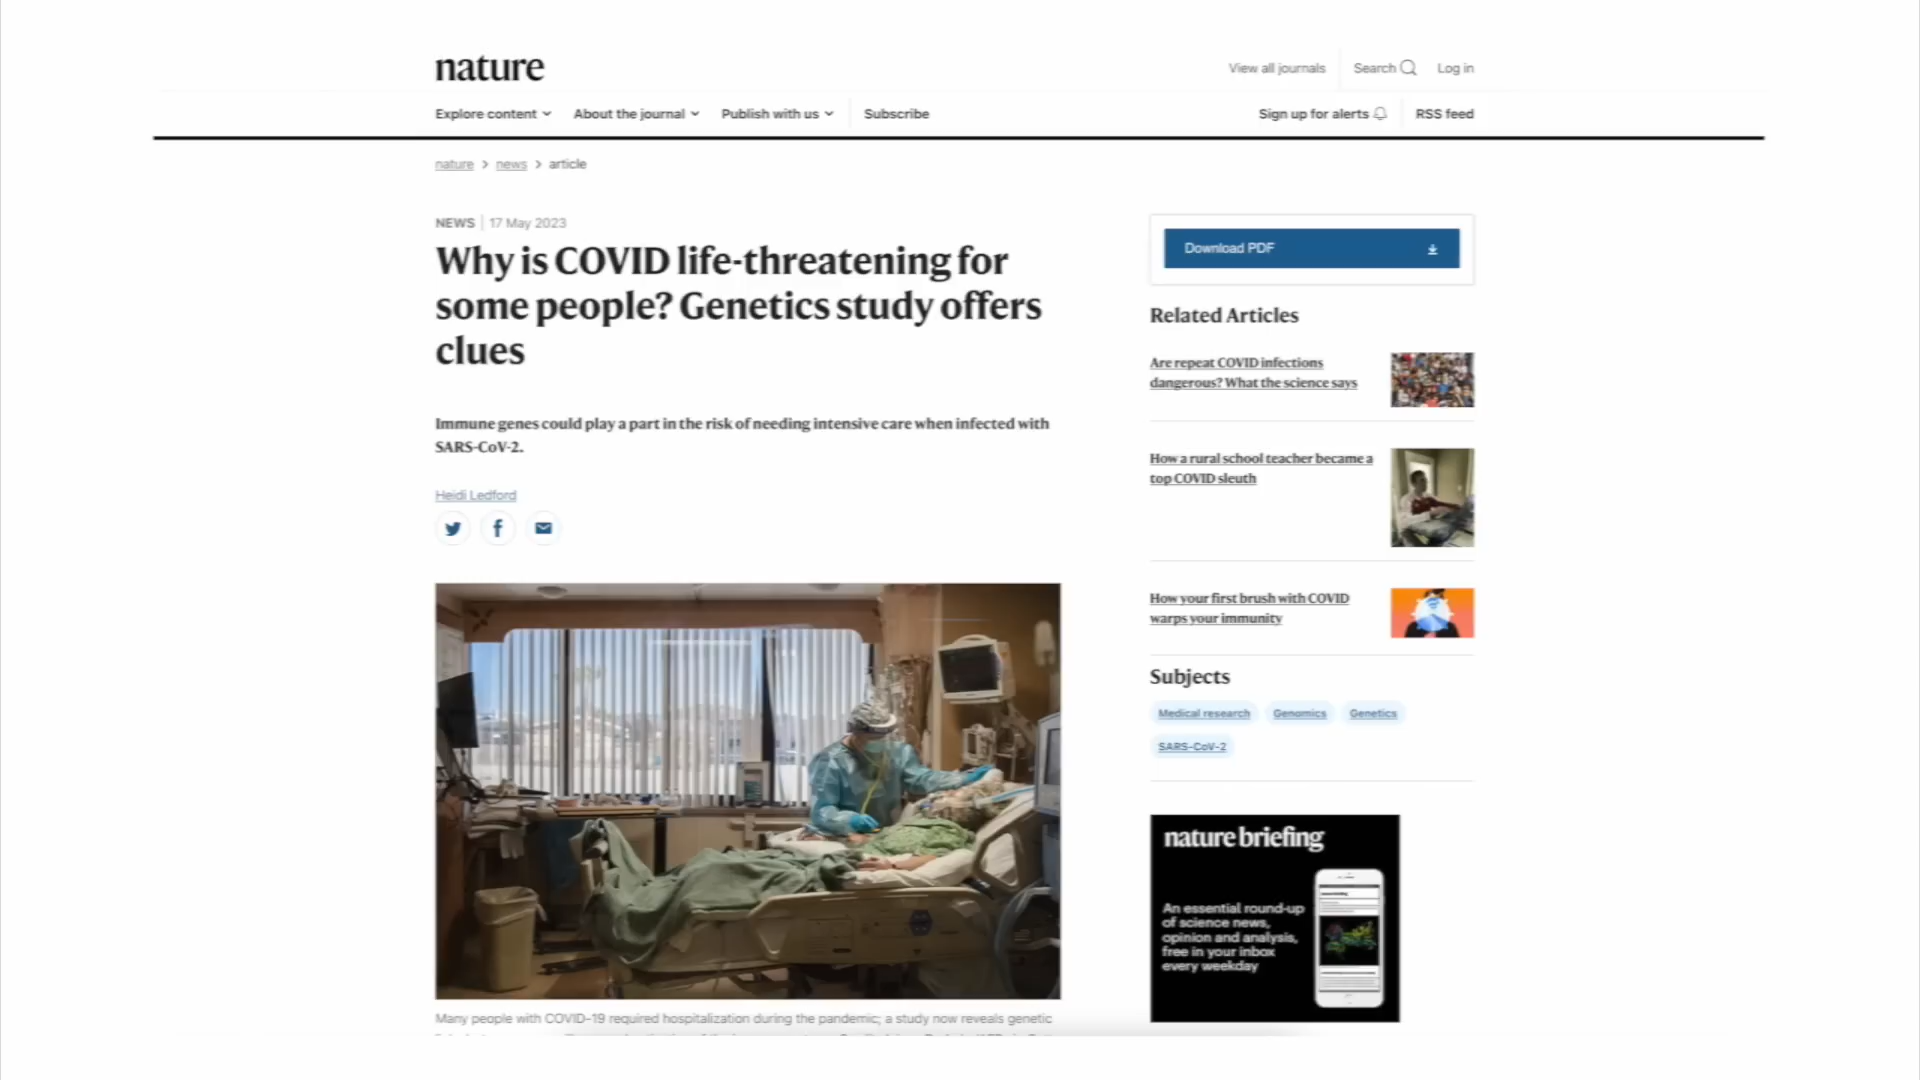 nature
View all journals
Search
Log in
Explore content
About the journal
Publish with us
Subscribe
Sign up for alerts
RSS feed
nature > news > article
NEWS | 17 May 2023
Why is COVID life-threatening for
some people? Genetics study offers
clues
Immune genes could play a part in the risk of needing intensive care when infected with
SARS-CoV-2.
Heidi Ledford
Many people with COVID-19 required hospitalization during the pandemic; a study now reveals genetic
Download PDF
Related Articles
Are repeat COVID infections
dangerous? What the science says
How a rural school teacher became a
top COVID sleuth
How your first brush with COVID
warps your immunity
Subjects
Medical research
Genomics
Genetics
SARS-CoV-2
nature briefing
An essential round-up
of science news,
opinion and analysis,
free in your inbox
every weekday